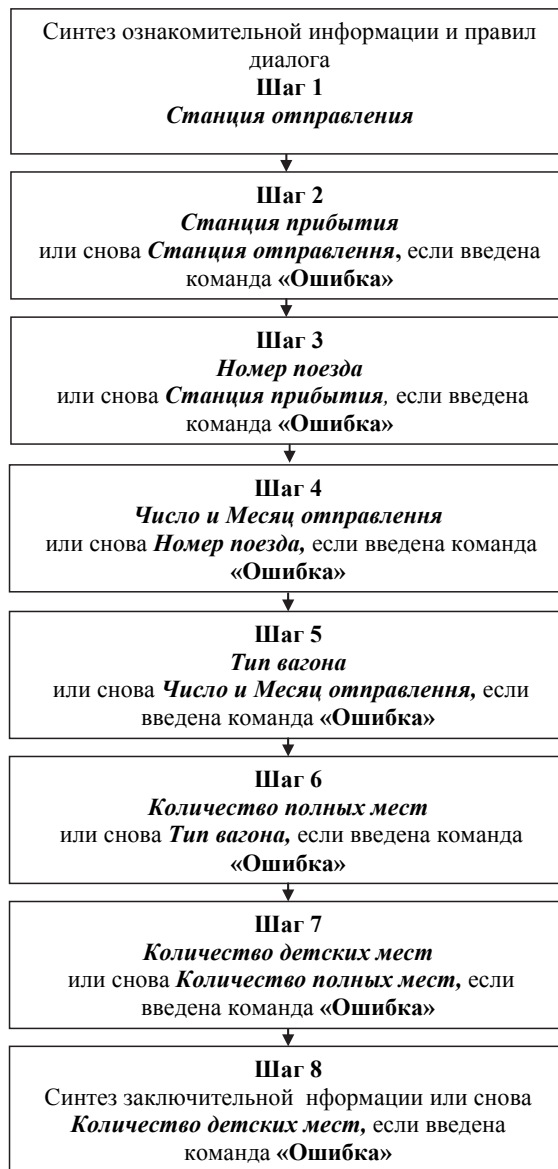 Синтез ознакомительной информации и правил
диалога
Шаг 1
Станция отправления
Шаг 2
Станция прибытия
или снова Станция отправлення, если введена
команда «Ошибка»
Шаг 3
Номер поезда
или снова Станция прибытия, если введена
команда «Ошибка»
Шаг 4
Число и Месяц отправлення
или снова Номер поезда, если введена команда
«Ошибка»
Шаг 5
Тип вагона
или снова Число и Месяц отправлення, если
введена команда «Ошибка»
Шаг 6
Количество полных мест
или снова Тип вагона, если введена команда
«Ошибка»
Шаг 7
Количество детских мест
или снова Количество полных мест, если
введена команда «Ошибка»
Шаг 8
Синтез заключительной нформации или снова
Количество детских мест, если введена
команда «Ошибка»